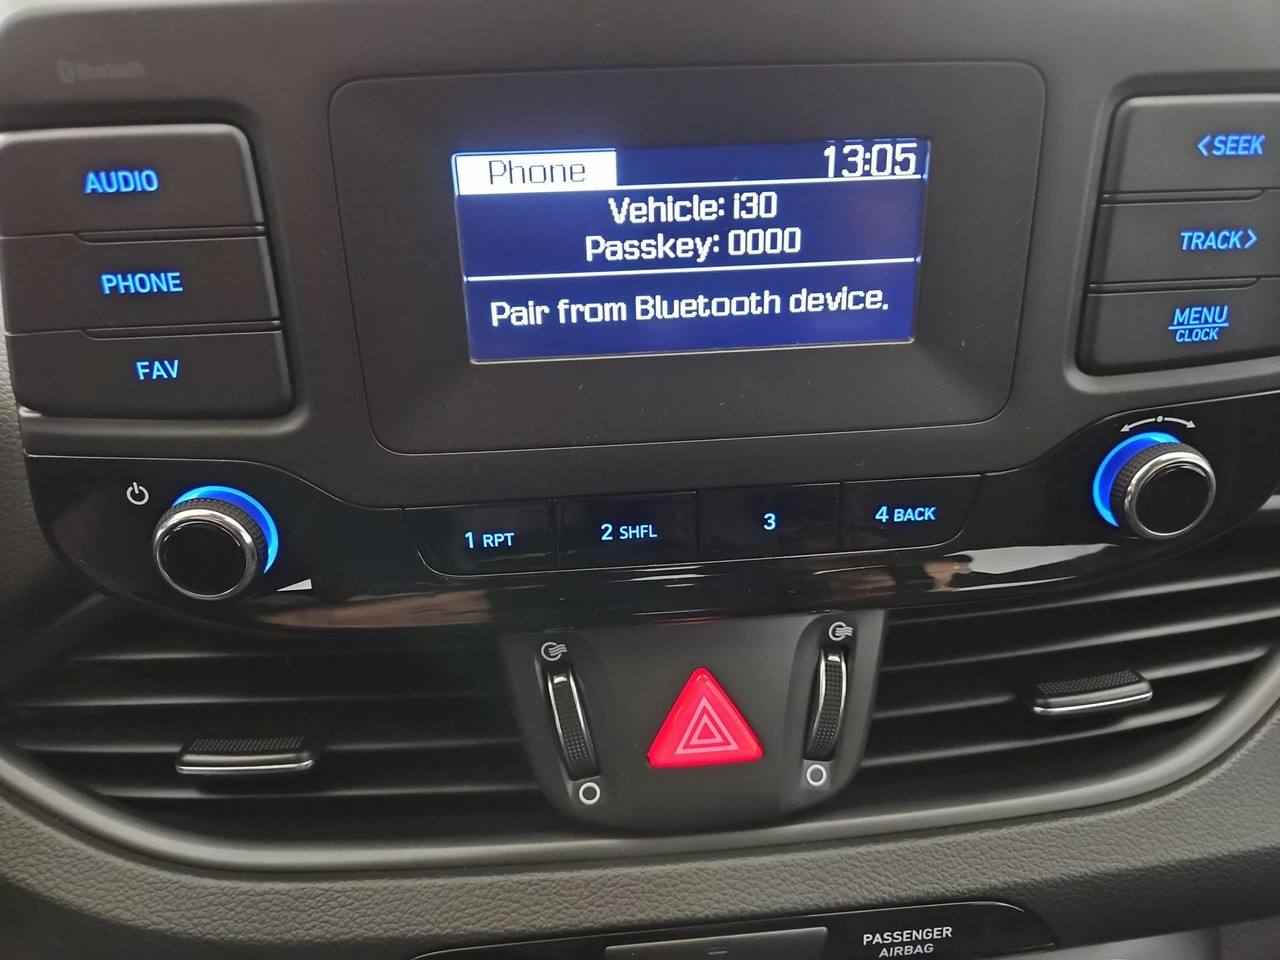 Bluetooth
AUDIO
PHONE
FAV
Phone 13:05
Vehicle: i30
Passkey: 0000
Pair from Bluetooth device.
<SEEK
TRACK>
MENU
CLOCK
1 RPT
2 SHFL
3
4 BACK
PASSENGER
AIRBAG